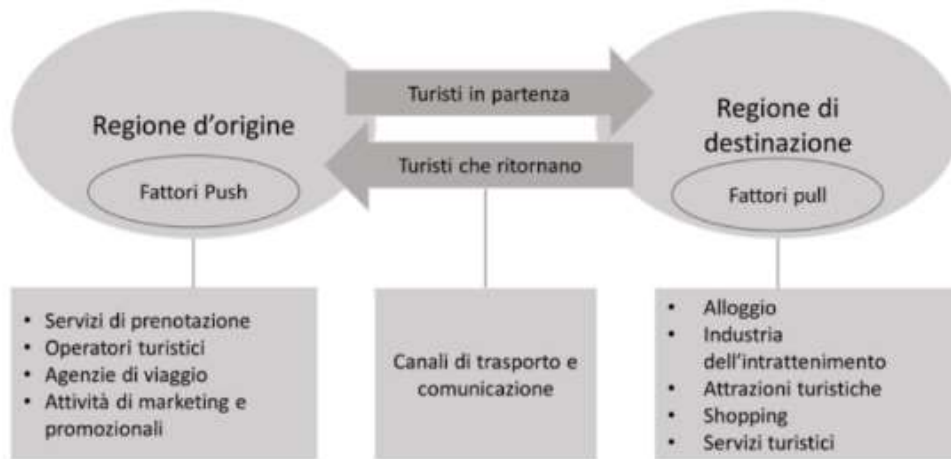 Turisti in partenza
Regione d'origine
Regione di
destinazione
Turisti che ritornano
Fattori Push
Fattori pull
• Servizi di prenotazione
• Operatori turistici
• Agenzie di viaggio
• Attività di marketing e
promozionali
Canali di trasporto e
comunicazione
• Alloggio
• Industria
dell'intrattenimento
• Attrazioni turistiche
• Shopping
• Servizi turistici